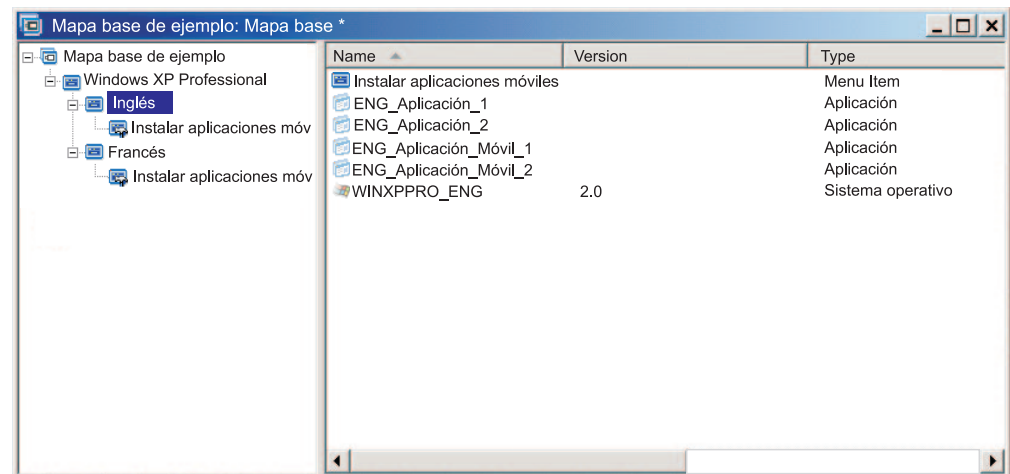 Mapa base de ejemplo: Mapa base *
Mapa base de ejemplo
Windows XP Professional
Inglés
Instalar aplicaciones móv
Francés
Instalar aplicaciones móv
Name Version Type
Instalar aplicaciones móviles Menu Item
ENG_Aplicación_1 Aplicación
ENG_Aplicación_2 Aplicación
ENG_Aplicación_Móvil_1 Aplicación
ENG_Aplicación_Móvil_2 Aplicación
WINXPPRO_ENG 2.0 Sistema operativo